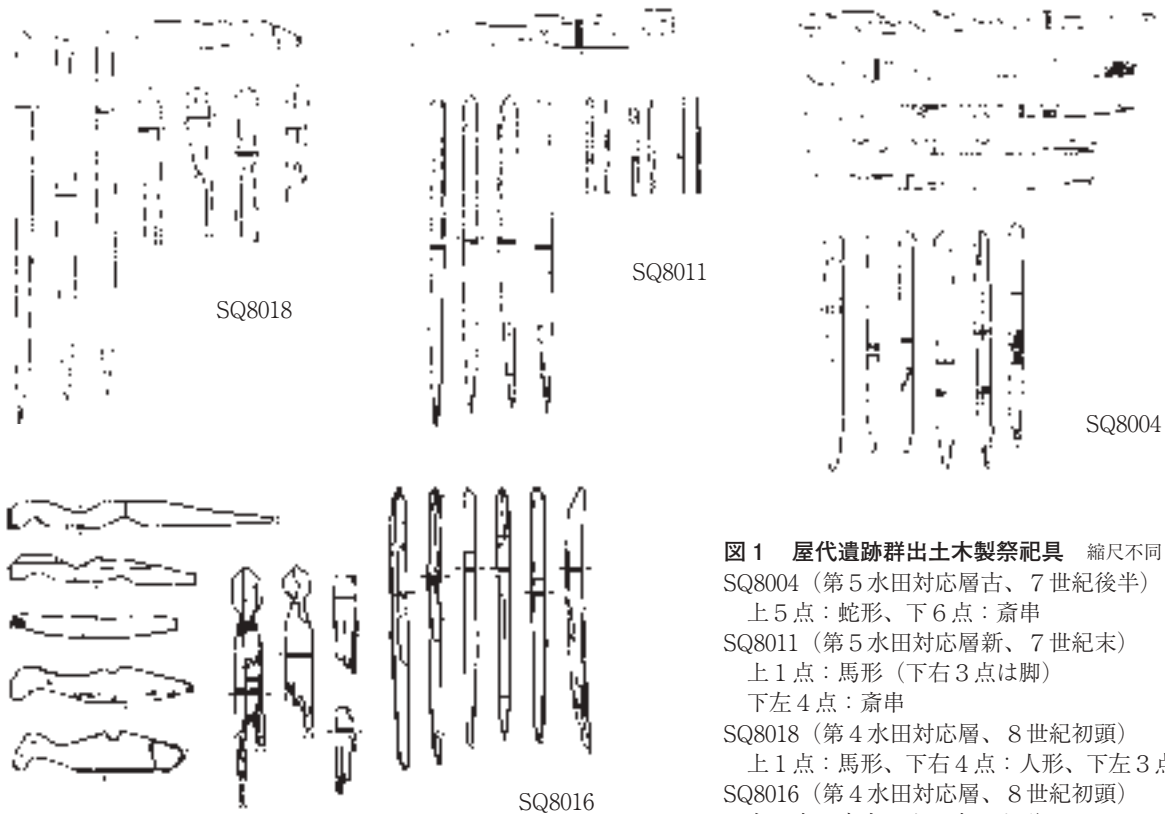 SQ8018
SQ8011
SQ8004
SQ8016
図1 屋代遺跡群出土木製祭祀具 縮尺不同
SQ8004（第5水田対応層古、7世紀後半）
上5点：蛇形、下6点：斎串
SQ8011（第5水田対応層新、7世紀末）
上1点：馬形（下右3点は脚）
下左4点：斎串
SQ8018（第4水田対応層、8世紀初頭）
上1点：馬形、下右4点：人形、下左3点
SQ8016（第4水田対応層、8世紀初頭）